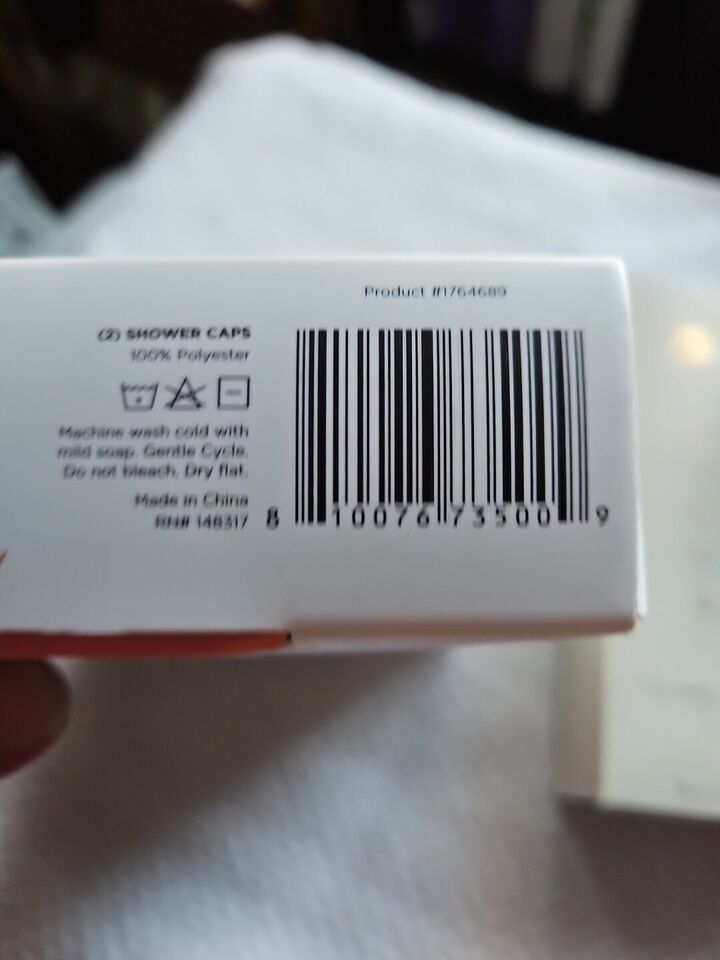 Product #1764689
(2) SHOWER CAPS
100% Polyester
Machine wash cold with
mild soap. Gentle Cycle.
Do not bleach. Dry flat.
Made in China
RN# 148317
8 10076 73500 9